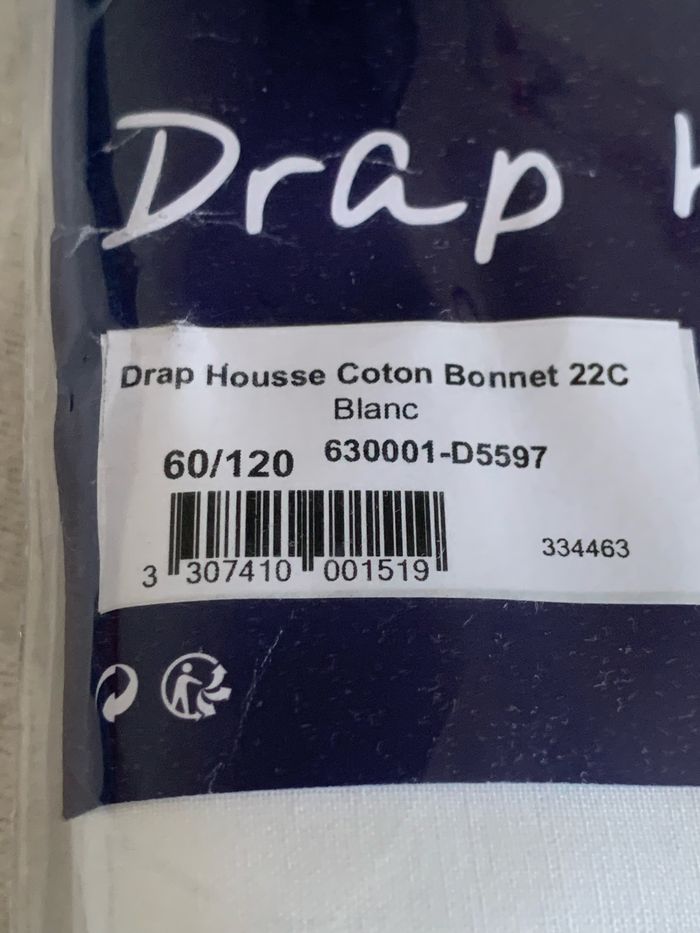 Drap
Drap Housse Coton Bonnet 22C
Blanc
60/120 630001-D5597
334463
3 307410 001519